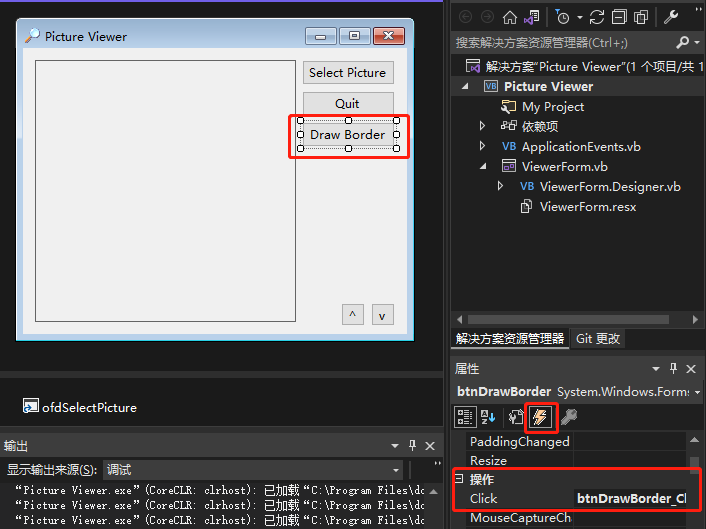 Picture Viewer
Select Picture
Quit
Draw Border
^
v
ofdSelectPicture
输出
显示输出来源(S): 调试
“Picture Viewer.exe”(CoreCLR: clrhost): 已加载“C:\Program Files\dc
“Picture Viewer.exe”(CoreCLR: clrhost): 已加载“C:\Program Files\dc
“Picture Viewer.exe”(CoreCLR: clrhost): 已加载“C:\Program Files\dc
搜索解决方案资源管理器(Ctrl+;)
解决方案"Picture Viewer"(1 个项目/共 1
VB Picture Viewer
My Project
依赖项
VB ApplicationEvents.vb
ViewerForm.vb
VB ViewerForm.Designer.vb
ViewerForm.resx
解决方案资源管理器 Git 更改
属性
btnDrawBorder System.Windows.Forms
PaddingChanged
Resize
操作
Click btnDrawBorder_Cl
MouseCaptureCh